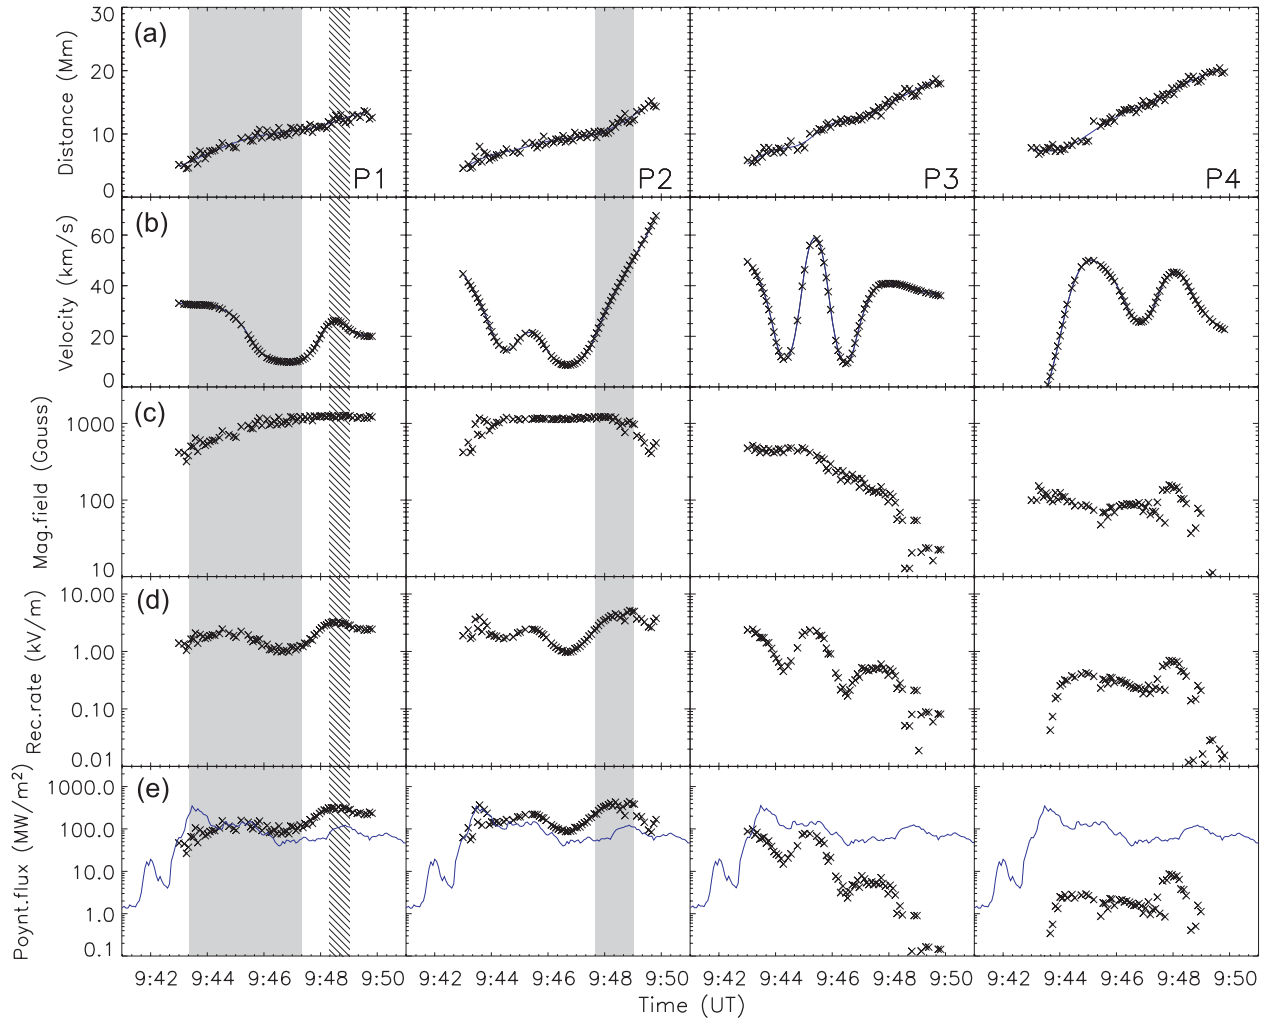 (a)
30
20
10
0
Distance (Mm)
P1
P2
P3
P4
(b)
60
40
20
0
Velocity (km/s)
(c)
1000
100
10
Mag.field (Gauss)
(d)
10.00
1.00
0.10
0.01
Rec.rate (kV/m)
(e)
1000.0
100.0
10.0
1.0
0.1
Poynt.flux (MW/m²)
9:42 9:44 9:46 9:48 9:50 9:42 9:44 9:46 9:48 9:50 9:42 9:44 9:46 9:48 9:50 9:42 9:44 9:46 9:48 9:50
Time (UT)